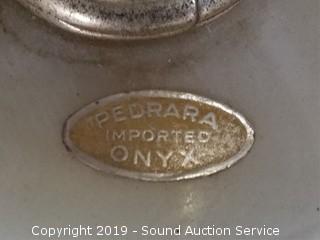 PEDRARA
IMPORTED
ONYX
Copyright 2019 - Sound Auction Service